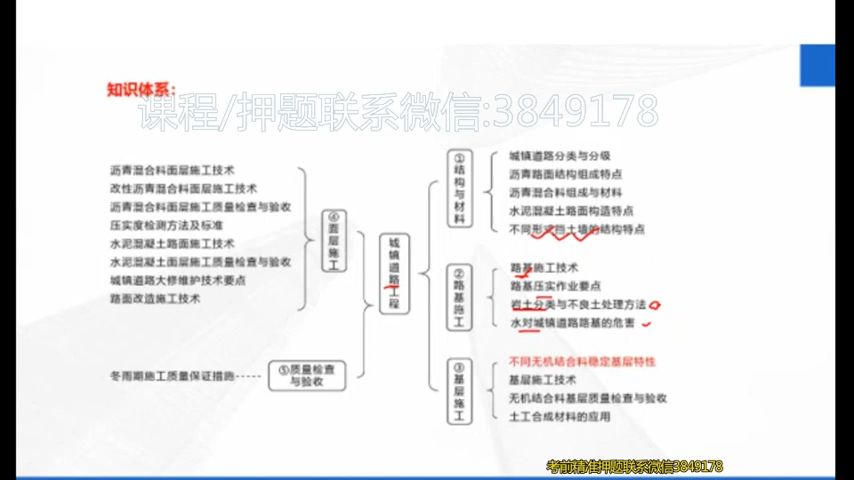 知识体系:
课程/押题联系微信:3849178
沥青混合料面层施工技术
改性沥青混合料面层施工技术
沥青混合料面层施工质量检查与验收
压实度检测方法及标准
水泥混凝土路面施工技术
水泥混凝土面层施工质量检查与验收
城镇道路大修维护技术要点
路面改造施工技术
④面层施工
冬雨期施工质量保证措施-----
⑤质量检查
与验收
城镇道路工程
①结构与材料
城镇道路分类与分级
沥青路面结构组成特点
沥青混合料组成与材料
水泥混凝土路面构造特点
不同形式挡土墙的结构特点
②路基施工
路基施工技术
路基压实作业要点
岩土分类与不良土处理方法
水对城镇道路路基的危害
③基层施工
不同无机结合料稳定基层特性
基层施工技术
无机结合料基层质量检查与验收
土工合成材料的应用
考前精准押题联系微信3849178